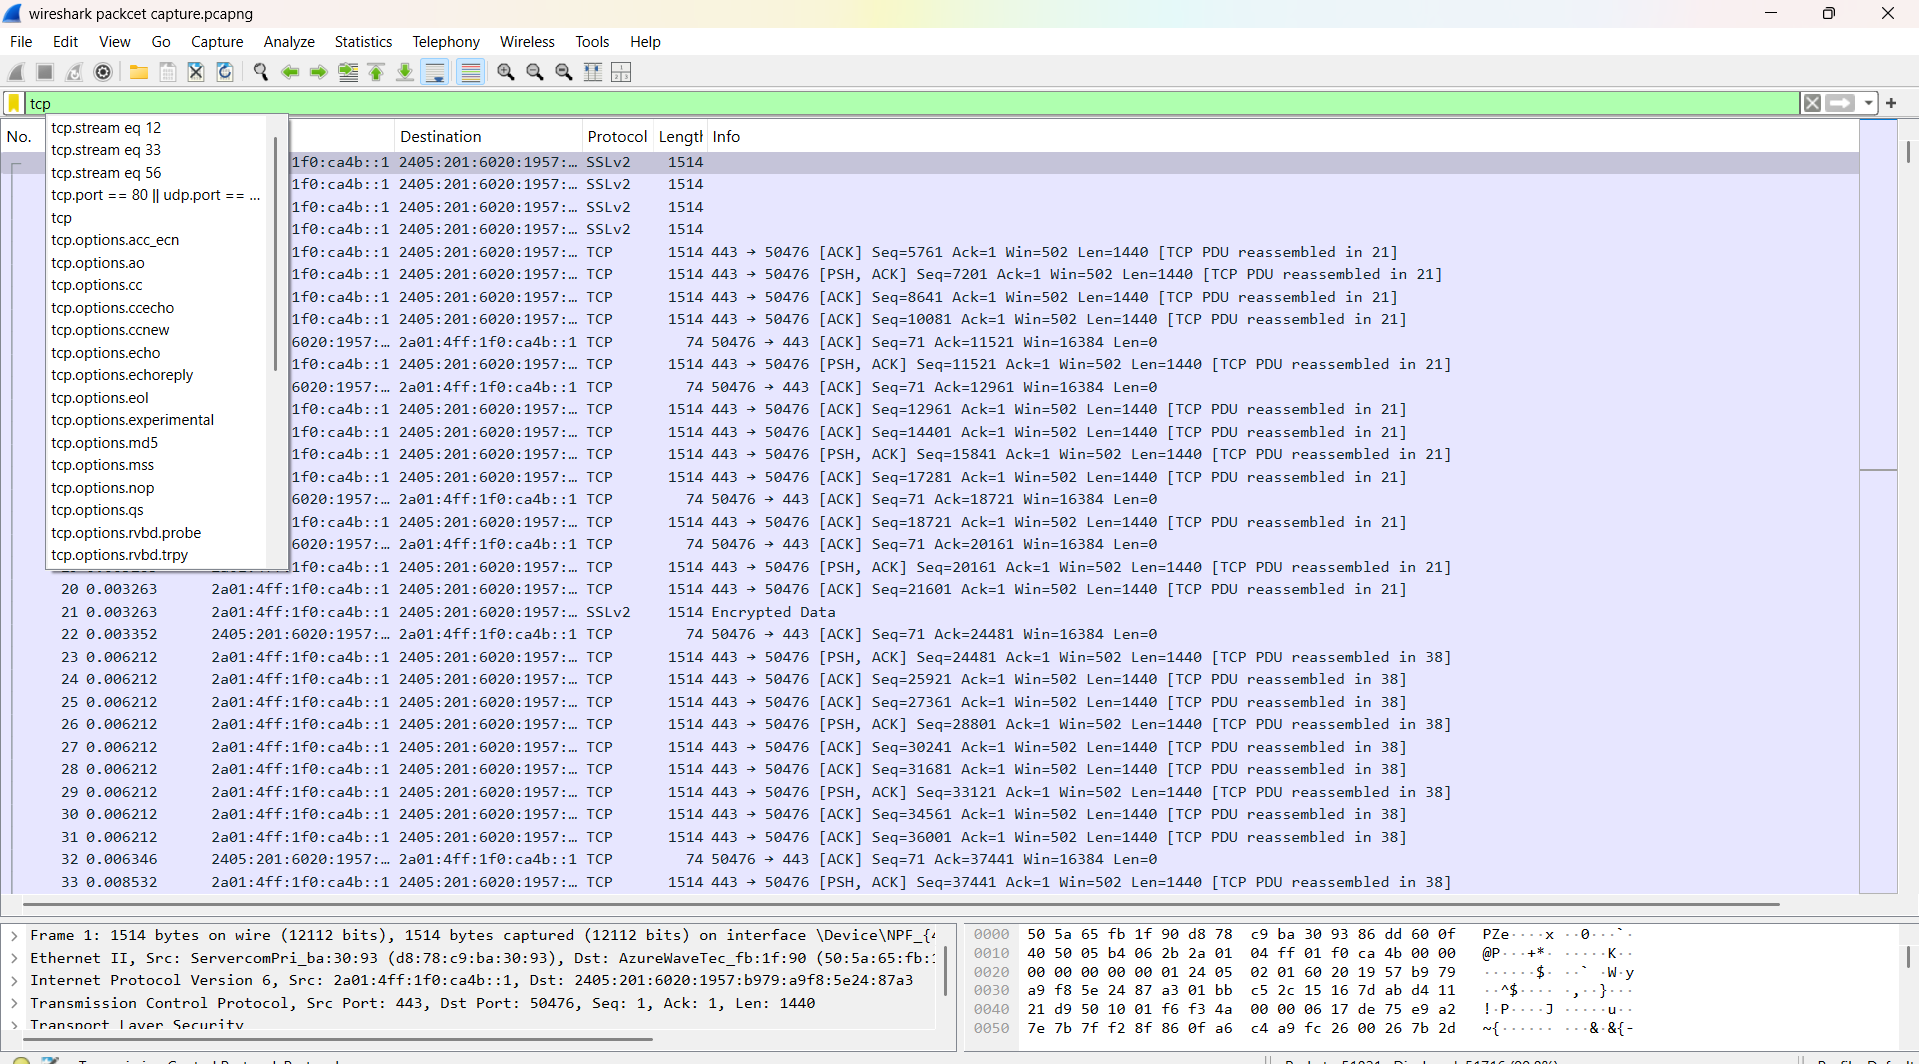 wireshark packcet capture.pcapng
File Edit View Go Capture Analyze Statistics Telephony Wireless Tools Help
tcp
tcp.stream eq 12
tcp.stream eq 33
tcp.stream eq 56
tcp.port == 80 || udp.port == ...
tcp
tcp.options.acc_ecn
tcp.options.ao
tcp.options.cc
tcp.options.ccecho
tcp.options.ccnew
tcp.options.echo
tcp.options.echoreply
tcp.options.eol
tcp.options.experimental
tcp.options.md5
tcp.options.mss
tcp.options.nop
tcp.options.qs
tcp.options.rvbd.probe
tcp.options.rvbd.trpy
No. Destination Protocol Length Info
1f0:ca4b::1 2405:201:6020:1957:… SSLv2 1514
1f0:ca4b::1 2405:201:6020:1957:… SSLv2 1514
1f0:ca4b::1 2405:201:6020:1957:… SSLv2 1514
1f0:ca4b::1 2405:201:6020:1957:… SSLv2 1514
1f0:ca4b::1 2405:201:6020:1957:… TCP 1514 443 → 50476 [ACK] Seq=5761 Ack=1 Win=502 Len=1440 [TCP PDU reassembled in 21]
1f0:ca4b::1 2405:201:6020:1957:… TCP 1514 443 → 50476 [PSH, ACK] Seq=7201 Ack=1 Win=502 Len=1440 [TCP PDU reassembled in 21]
1f0:ca4b::1 2405:201:6020:1957:… TCP 1514 443 → 50476 [ACK] Seq=8641 Ack=1 Win=502 Len=1440 [TCP PDU reassembled in 21]
1f0:ca4b::1 2405:201:6020:1957:… TCP 1514 443 → 50476 [ACK] Seq=10081 Ack=1 Win=502 Len=1440 [TCP PDU reassembled in 21]
6020:1957:… 2a01:4ff:1f0:ca4b::1 TCP 74 50476 → 443 [ACK] Seq=71 Ack=11521 Win=16384 Len=0
1f0:ca4b::1 2405:201:6020:1957:… TCP 1514 443 → 50476 [PSH, ACK] Seq=11521 Ack=1 Win=502 Len=1440 [TCP PDU reassembled in 21]
6020:1957:… 2a01:4ff:1f0:ca4b::1 TCP 74 50476 → 443 [ACK] Seq=71 Ack=12961 Win=16384 Len=0
1f0:ca4b::1 2405:201:6020:1957:… TCP 1514 443 → 50476 [ACK] Seq=12961 Ack=1 Win=502 Len=1440 [TCP PDU reassembled in 21]
1f0:ca4b::1 2405:201:6020:1957:… TCP 1514 443 → 50476 [ACK] Seq=14401 Ack=1 Win=502 Len=1440 [TCP PDU reassembled in 21]
1f0:ca4b::1 2405:201:6020:1957:… TCP 1514 443 → 50476 [PSH, ACK] Seq=15841 Ack=1 Win=502 Len=1440 [TCP PDU reassembled in 21]
1f0:ca4b::1 2405:201:6020:1957:… TCP 1514 443 → 50476 [ACK] Seq=17281 Ack=1 Win=502 Len=1440 [TCP PDU reassembled in 21]
6020:1957:… 2a01:4ff:1f0:ca4b::1 TCP 74 50476 → 443 [ACK] Seq=71 Ack=18721 Win=16384 Len=0
1f0:ca4b::1 2405:201:6020:1957:… TCP 1514 443 → 50476 [ACK] Seq=18721 Ack=1 Win=502 Len=1440 [TCP PDU reassembled in 21]
6020:1957:… 2a01:4ff:1f0:ca4b::1 TCP 74 50476 → 443 [ACK] Seq=71 Ack=20161 Win=16384 Len=0
1f0:ca4b::1 2405:201:6020:1957:… TCP 1514 443 → 50476 [PSH, ACK] Seq=20161 Ack=1 Win=502 Len=1440 [TCP PDU reassembled in 21]
20 0.003263 2a01:4ff:1f0:ca4b::1 2405:201:6020:1957:… TCP 1514 443 → 50476 [ACK] Seq=21601 Ack=1 Win=502 Len=1440 [TCP PDU reassembled in 21]
21 0.003263 2a01:4ff:1f0:ca4b::1 2405:201:6020:1957:… SSLv2 1514 Encrypted Data
22 0.003352 2405:201:6020:1957:… 2a01:4ff:1f0:ca4b::1 TCP 74 50476 → 443 [ACK] Seq=71 Ack=24481 Win=16384 Len=0
23 0.006212 2a01:4ff:1f0:ca4b::1 2405:201:6020:1957:… TCP 1514 443 → 50476 [PSH, ACK] Seq=24481 Ack=1 Win=502 Len=1440 [TCP PDU reassembled in 38]
24 0.006212 2a01:4ff:1f0:ca4b::1 2405:201:6020:1957:… TCP 1514 443 → 50476 [ACK] Seq=25921 Ack=1 Win=502 Len=1440 [TCP PDU reassembled in 38]
25 0.006212 2a01:4ff:1f0:ca4b::1 2405:201:6020:1957:… TCP 1514 443 → 50476 [ACK] Seq=27361 Ack=1 Win=502 Len=1440 [TCP PDU reassembled in 38]
26 0.006212 2a01:4ff:1f0:ca4b::1 2405:201:6020:1957:… TCP 1514 443 → 50476 [PSH, ACK] Seq=28801 Ack=1 Win=502 Len=1440 [TCP PDU reassembled in 38]
27 0.006212 2a01:4ff:1f0:ca4b::1 2405:201:6020:1957:… TCP 1514 443 → 50476 [ACK] Seq=30241 Ack=1 Win=502 Len=1440 [TCP PDU reassembled in 38]
28 0.006212 2a01:4ff:1f0:ca4b::1 2405:201:6020:1957:… TCP 1514 443 → 50476 [ACK] Seq=31681 Ack=1 Win=502 Len=1440 [TCP PDU reassembled in 38]
29 0.006212 2a01:4ff:1f0:ca4b::1 2405:201:6020:1957:… TCP 1514 443 → 50476 [PSH, ACK] Seq=33121 Ack=1 Win=502 Len=1440 [TCP PDU reassembled in 38]
30 0.006212 2a01:4ff:1f0:ca4b::1 2405:201:6020:1957:… TCP 1514 443 → 50476 [ACK] Seq=34561 Ack=1 Win=502 Len=1440 [TCP PDU reassembled in 38]
31 0.006212 2a01:4ff:1f0:ca4b::1 2405:201:6020:1957:… TCP 1514 443 → 50476 [ACK] Seq=36001 Ack=1 Win=502 Len=1440 [TCP PDU reassembled in 38]
32 0.006346 2405:201:6020:1957:… 2a01:4ff:1f0:ca4b::1 TCP 74 50476 → 443 [ACK] Seq=71 Ack=37441 Win=16384 Len=0
33 0.008532 2a01:4ff:1f0:ca4b::1 2405:201:6020:1957:… TCP 1514 443 → 50476 [PSH, ACK] Seq=37441 Ack=1 Win=502 Len=1440 [TCP PDU reassembled in 38]
Frame 1: 1514 bytes on wire (12112 bits), 1514 bytes captured (12112 bits) on interface \Device\NPF_{
Ethernet II, Src: ServercomPri_ba:30:93 (d8:78:c9:ba:30:93), Dst: AzureWaveTec_fb:1f:90 (50:5a:65:fb:
Internet Protocol Version 6, Src: 2a01:4ff:1f0:ca4b::1, Dst: 2405:201:6020:1957:b979:a9f8:5e24:87a3
Transmission Control Protocol, Src Port: 443, Dst Port: 50476, Seq: 1, Ack: 1, Len: 1440
Transport Layer Security
0000 50 5a 65 fb 1f 90 d8 78 c9 ba 30 93 86 dd 60 0f PZe····x ··0···`·
0010 40 50 05 b4 06 2b 2a 01 04 ff 01 f0 ca 4b 00 00 @P···+*· ·····K··
0020 00 00 00 00 00 01 24 05 02 01 60 20 19 57 b9 79 ······$· ··` ·W·y
0030 a9 f8 5e 24 87 a3 01 bb c5 2c 15 16 7d ab d4 11 ··^$···· ·,··}···
0040 21 d9 50 10 01 f6 f3 4a 00 00 06 17 de 75 e9 a2 !·P····J ·····u··
0050 7e 7b 7f f2 8f 86 0f a6 c4 a9 fc 26 00 26 7b 2d ~{······ ···&·&{-